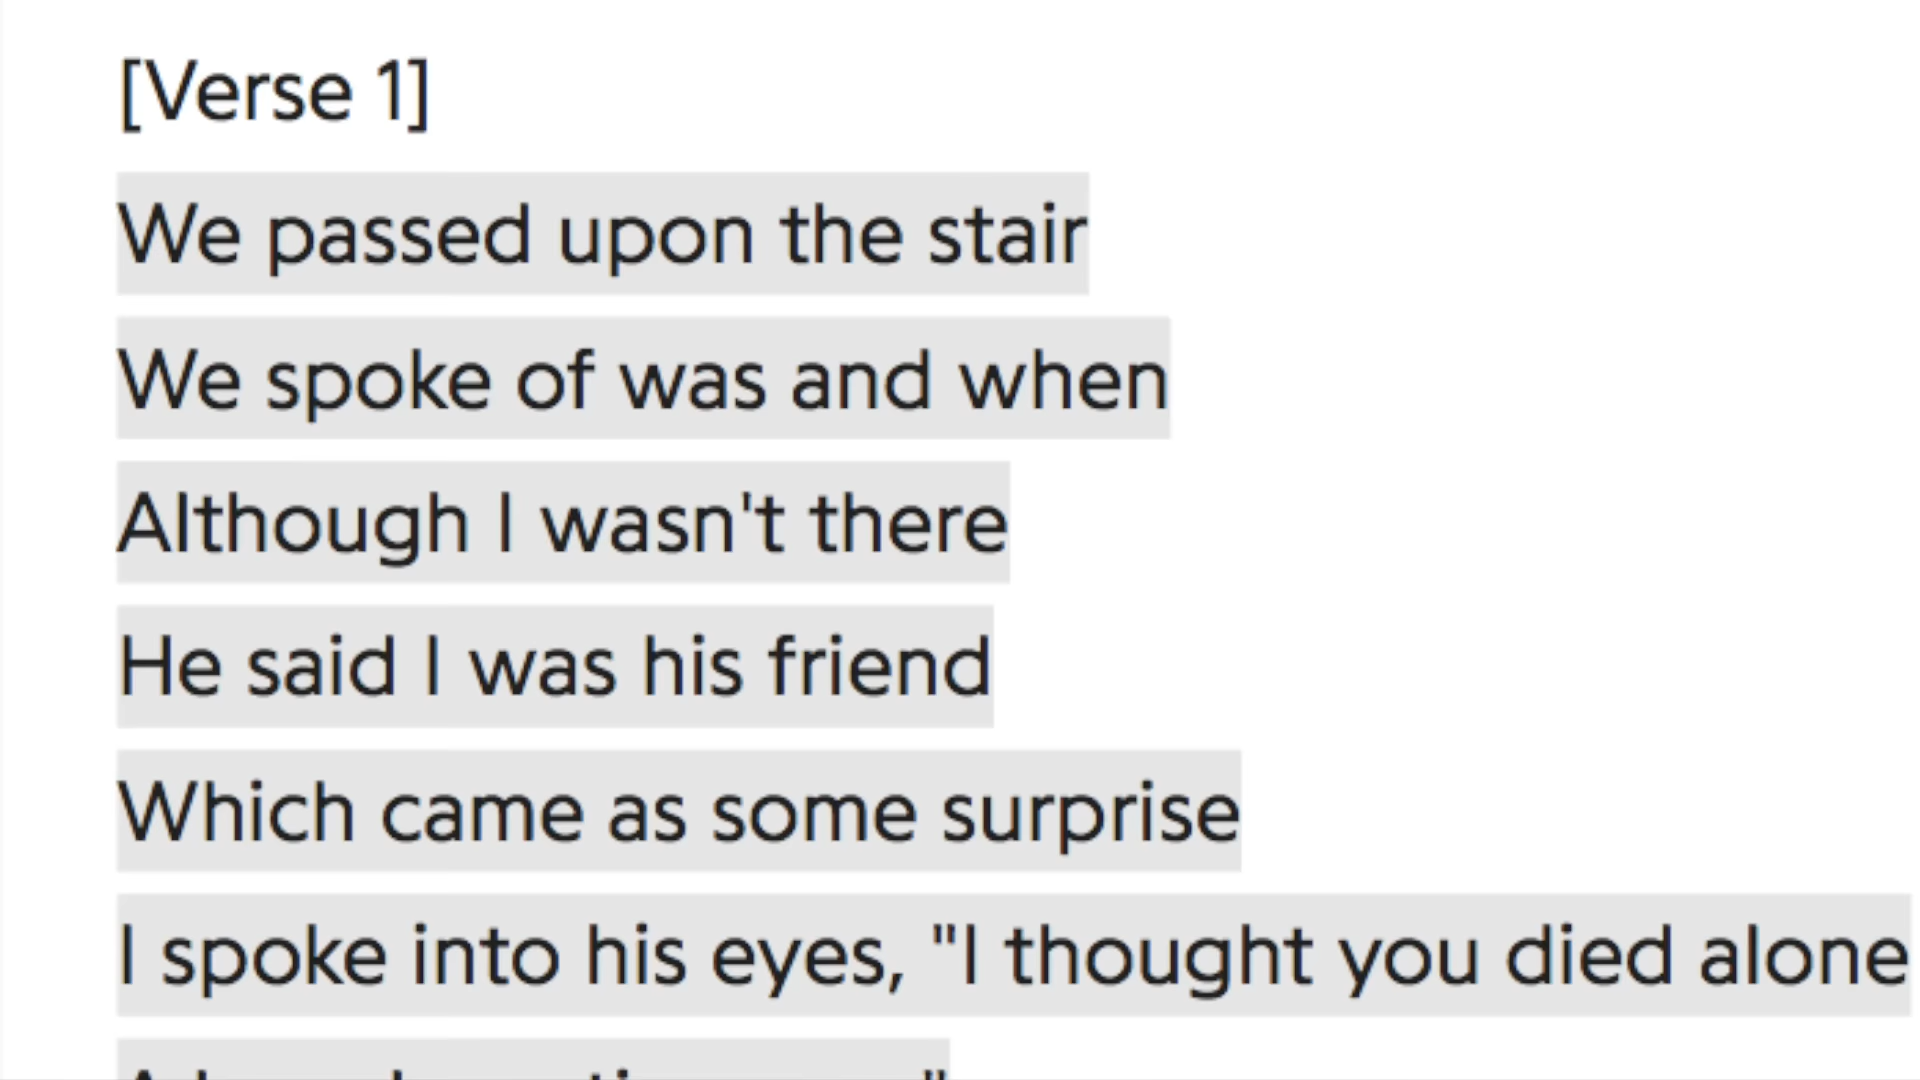 [Verse 1]
We passed upon the stair
We spoke of was and when
Although I wasn't there
He said I was his friend
Which came as some surprise
I spoke into his eyes, "I thought you died alone